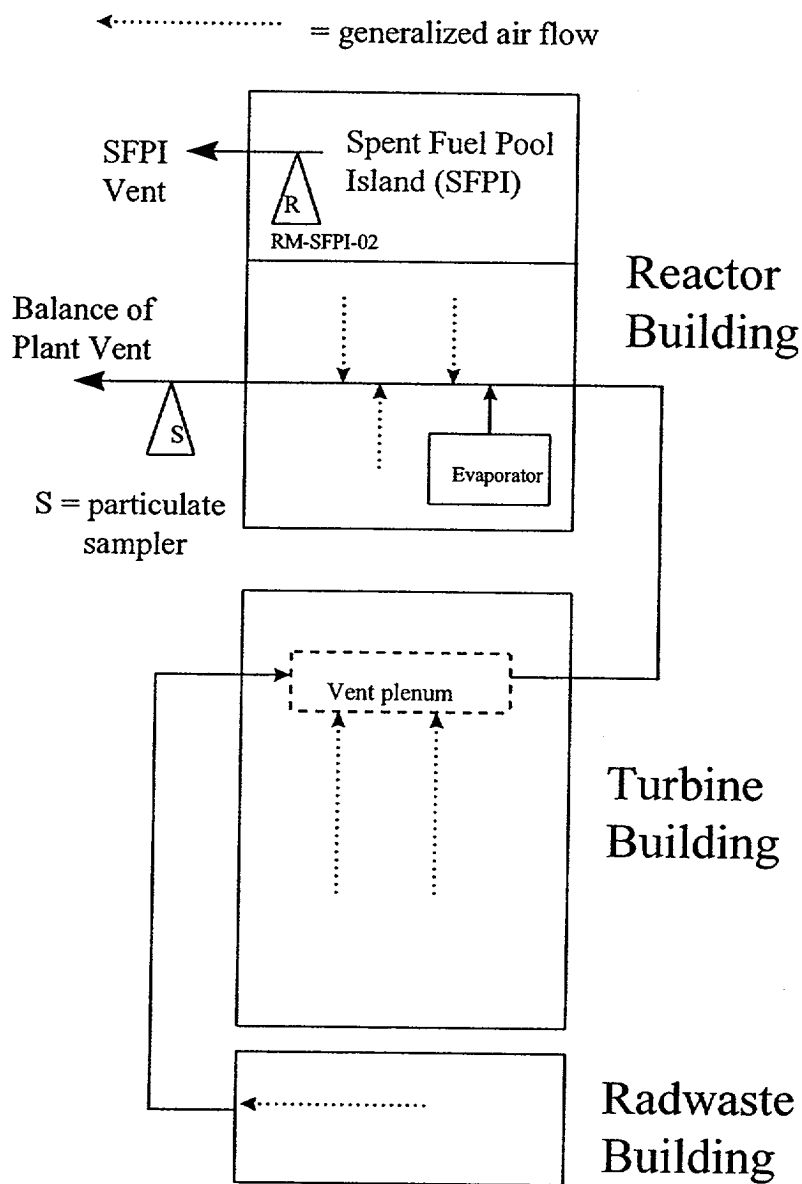 = generalized air flow
SFPI
Vent
Spent Fuel Pool
Island (SFPI)
R
RM-SFPI-02
Reactor
Building
Balance of
Plant Vent
S
Evaporator
S = particulate
sampler
Vent plenum
Turbine
Building
Radwaste
Building